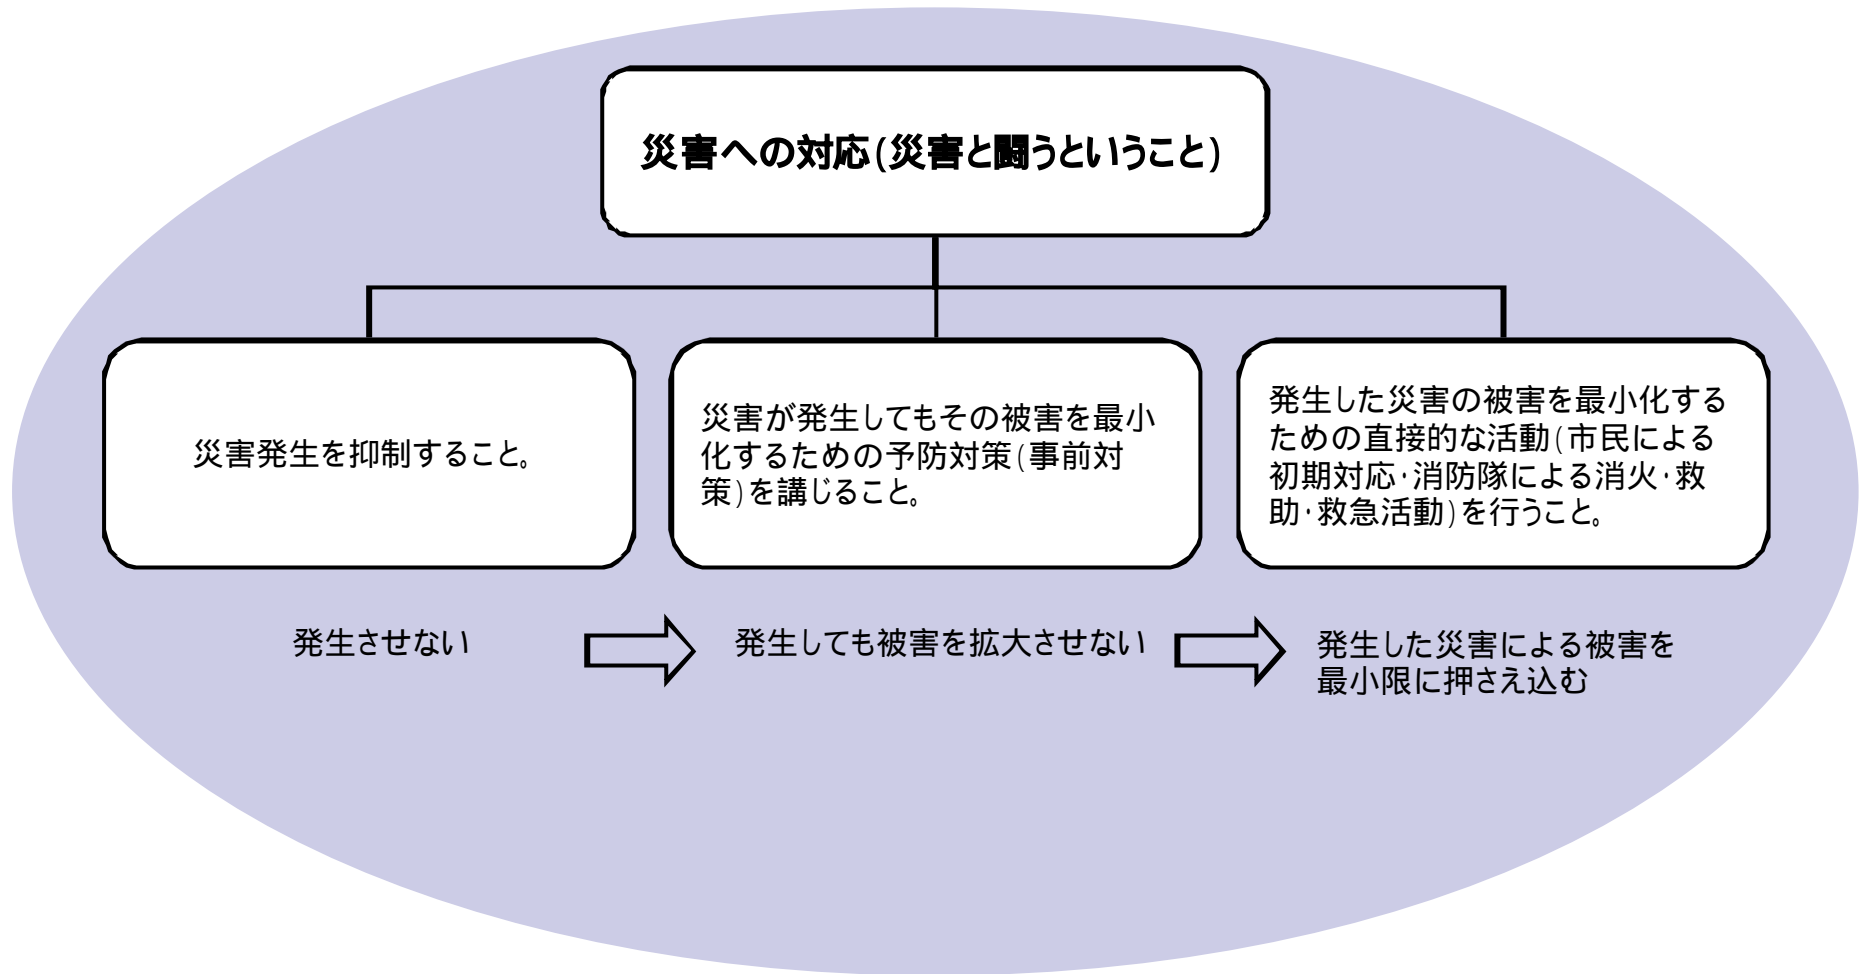 災害への対応(災害と闘うということ)
災害発生を抑制すること。
災害が発生してもその被害を最小
化するための予防対策(事前対
策)を講じること。
発生した災害の被害を最小化する
ための直接的な活動(市民による
初期対応・消防隊による消火・救
助・救急活動)を行うこと。
発生させない
発生しても被害を拡大させない
発生した災害による被害を
最小限に押さえ込む